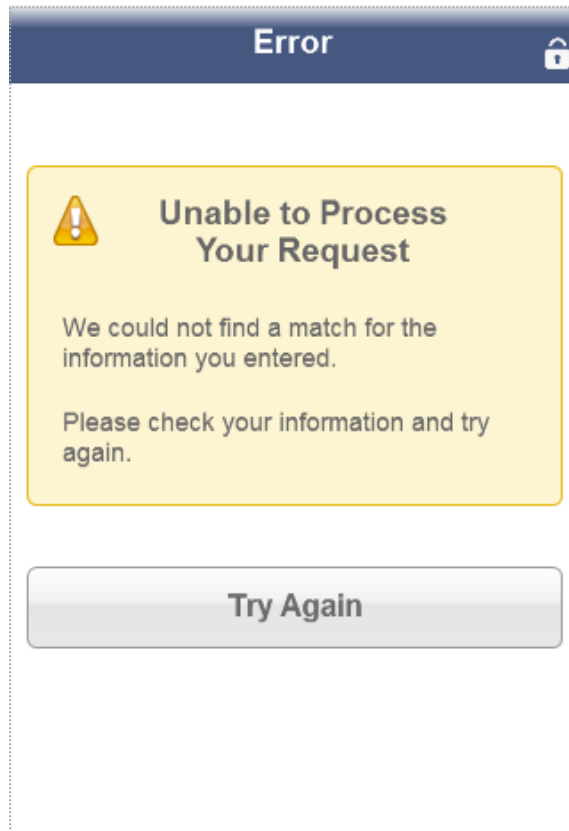 Error
Unable to Process
Your Request
We could not find a match for the
information you entered.
Please check your information and try
again.
Try Again